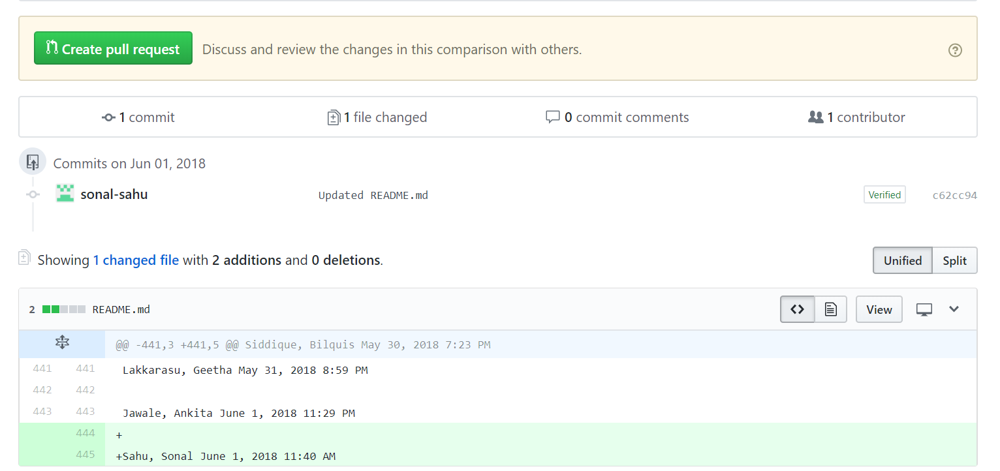 Create pull request Discuss and review the changes in this comparison with others.
1 commit 1 file changed 0 commit comments 1 contributor
Commits on Jun 01, 2018
sonal-sahu Updated README.md Verified c62cc94
Showing 1 changed file with 2 additions and 0 deletions. Unified Split
2 README.md <> View
@@ -441,3 +441,5 @@ Siddique, Bilquis May 30, 2018 7:23 PM
441 441 Lakkarasu, Geetha May 31, 2018 8:59 PM
442 442
443 443 Jawale, Ankita June 1, 2018 11:29 PM
444 +
445 +Sahu, Sonal June 1, 2018 11:40 AM